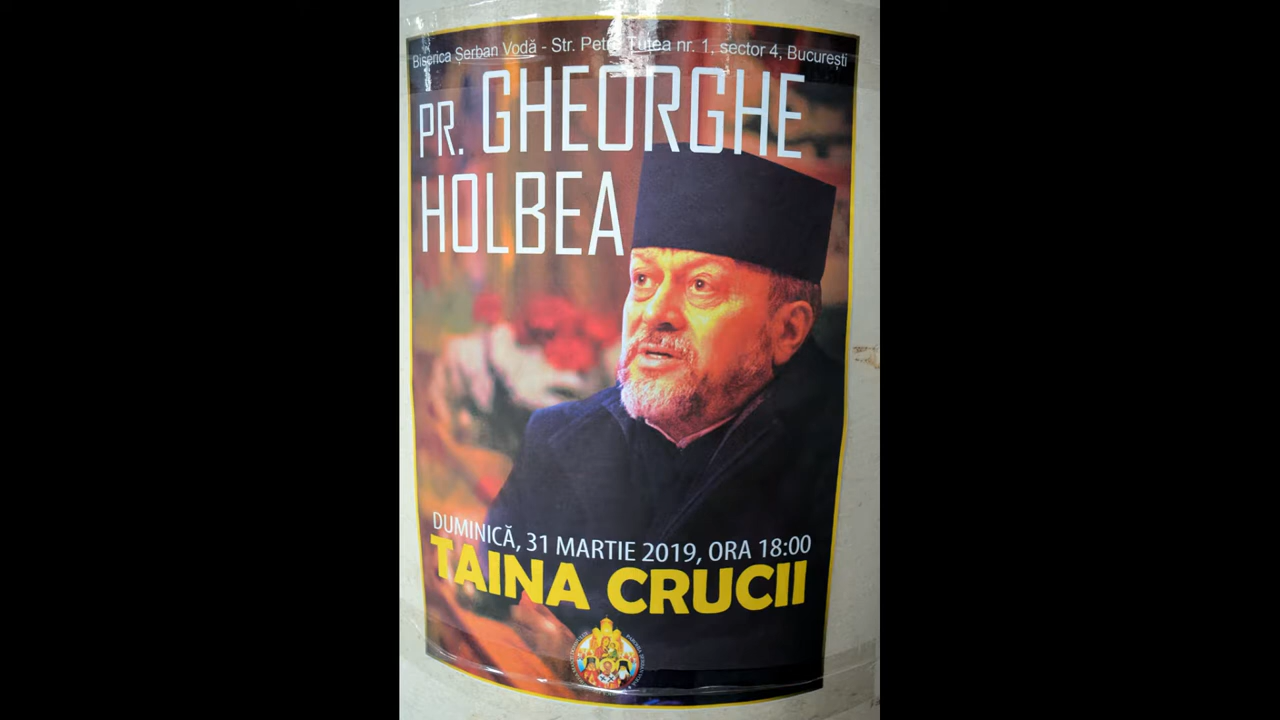 Biserica Șerban Vodă - Str. Petre Țuțea nr. 1, sector 4, București
PR. GHEORGHE
HOLBEA
DUMINICĂ, 31 MARTIE 2019, ORA 18:00
TAINA CRUCII